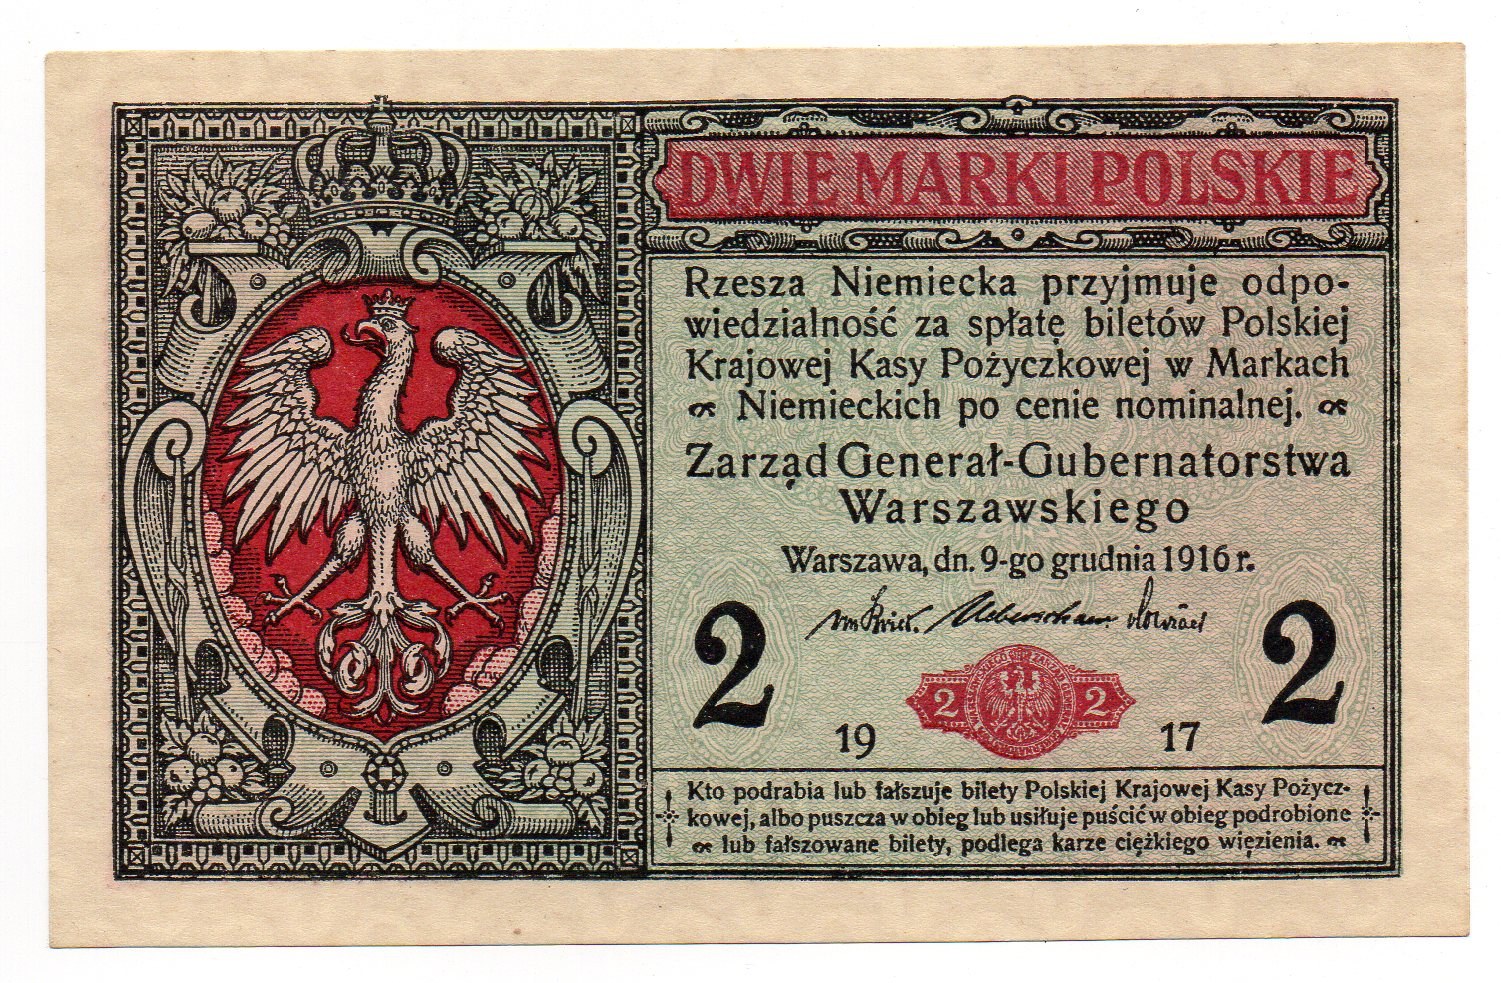 DWIE MARKI POLSKIE
Rzesza Niemiecka przyjmuje odpo-
wiedzialność za spłatę biletów Polskiej
Krajowej Kasy Pożyczkowej w Markach
Niemieckich po cenie nominalnej.
Zarząd Generał-Gubernatorstwa
Warszawskiego
Warszawa, dn. 9-go grudnia 1916 r.
2 2
2 2
19 17
Kto podrabia lub fałszuje bilety Polskiej Krajowej Kasy Pożycz-
kowej, albo puszcza w obieg lub usiłuje puścić w obieg podrobione
lub fałszowane bilety, podlega karze ciężkiego więzienia.